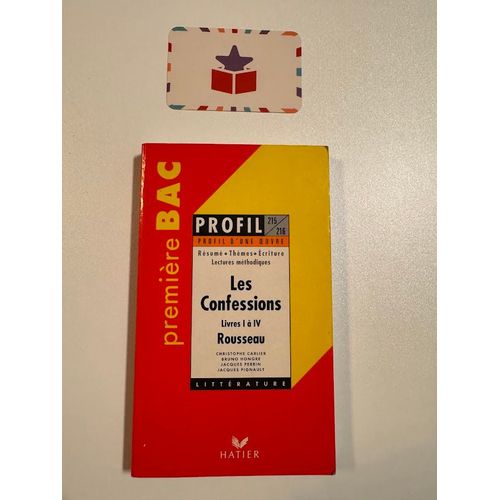 première BAC
PROFIL 215/216
PROFIL D'UNE ŒUVRE
Résumé • Thèmes • Ecriture
Lectures méthodiques
Les
Confessions
Livres I à IV
Rousseau
CHRISTOPHE CARLIER
BRUNO HONGRE
JACQUES PERRIN
JACQUES PIGNAULT
LITTÉRATURE
HATIER